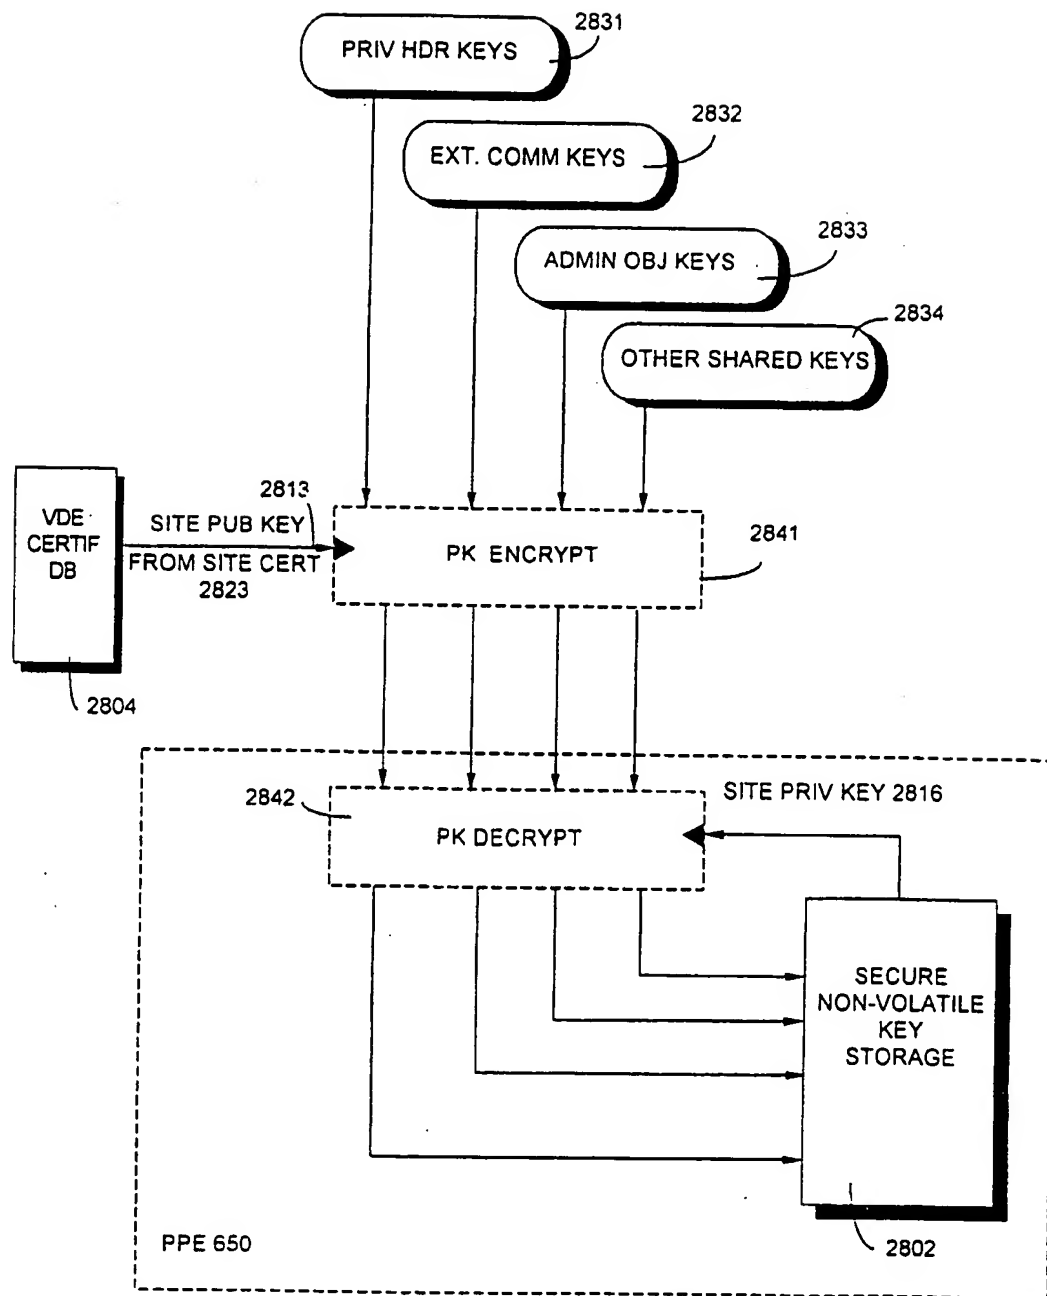 2831
PRIV HDR KEYS
2832
EXT. COMM KEYS
2833
ADMIN OBJ KEYS
2834
OTHER SHARED KEYS
VDE
CERTIF
DB
2813
SITE PUB KEY
FROM SITE CERT
2823
PK ENCRYPT
2841
2804
2842
SITE PRIV KEY 2816
PK DECRYPT
SECURE
NON-VOLATILE
KEY
STORAGE
PPE 650
2802